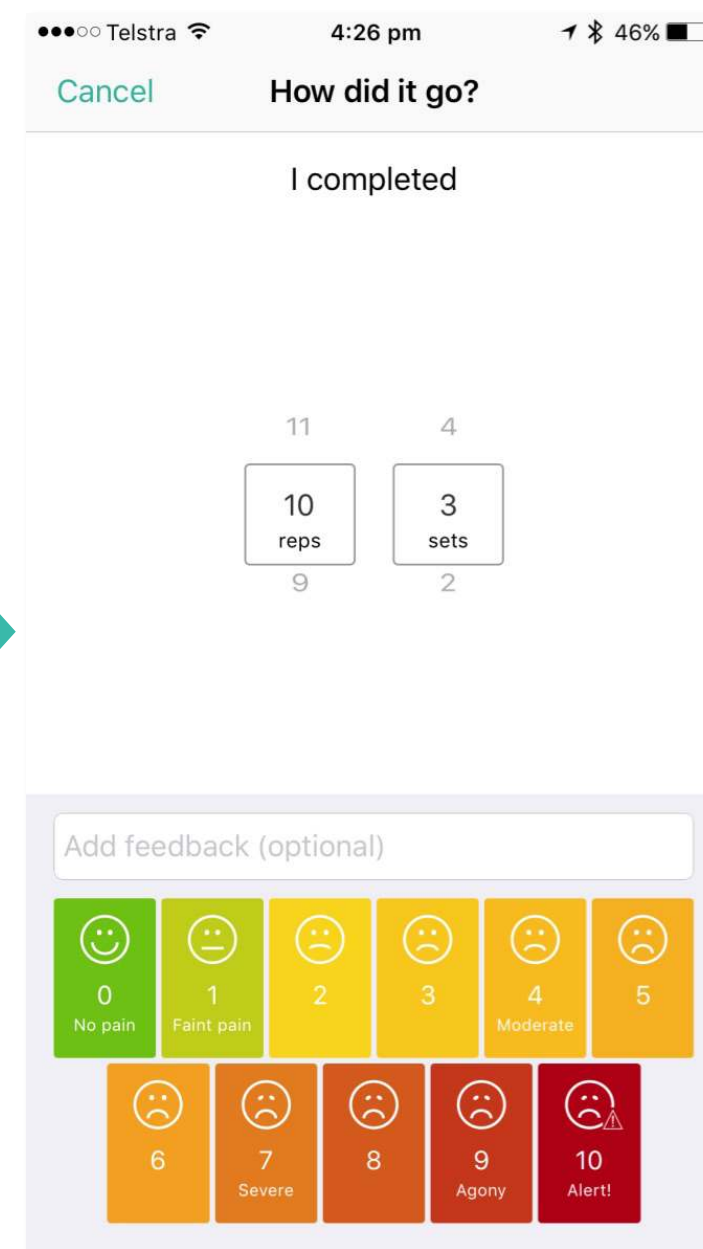 Telstra 4:26 pm 46%
Cancel How did it go?
I completed
11 4
10 3
reps sets
9 2
Add feedback (optional)
0 1 2 3 4 5
No pain Faint pain Moderate
6 7 8 9 10
Severe Agony Alert!